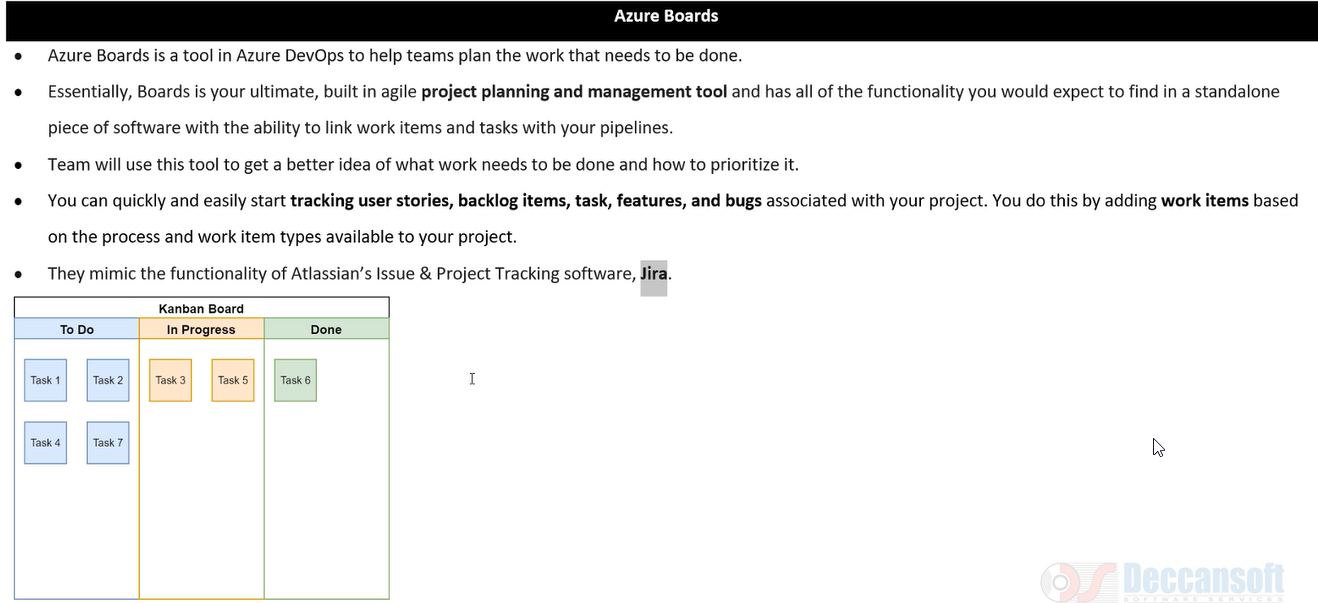 Azure Boards
• Azure Boards is a tool in Azure DevOps to help teams plan the work that needs to be done.
• Essentially, Boards is your ultimate, built in agile project planning and management tool and has all of the functionality you would expect to find in a standalone
piece of software with the ability to link work items and tasks with your pipelines.
• Team will use this tool to get a better idea of what work needs to be done and how to prioritize it.
• You can quickly and easily start tracking user stories, backlog items, task, features, and bugs associated with your project. You do this by adding work items based
on the process and work item types available to your project.
• They mimic the functionality of Atlassian’s Issue & Project Tracking software, Jira.
Kanban Board
To Do In Progress Done
Task 1 Task 2 Task 3 Task 5 Task 6
Task 4 Task 7
Deccansoft
SOFTWARE SERVICES